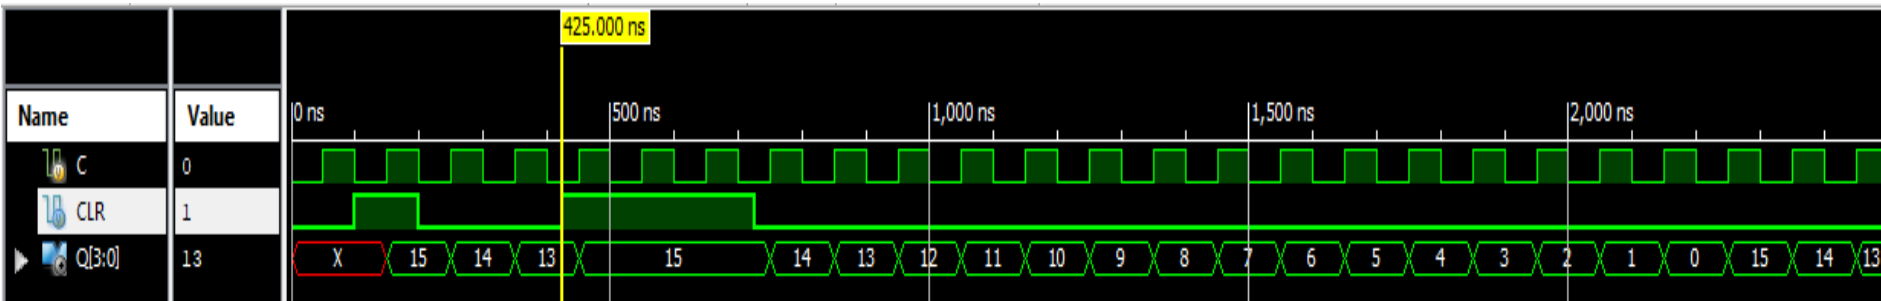 425.000 ns
Name Value 0 ns 500 ns 1,000 ns 1,500 ns 2,000 ns
C 0
CLR 1
Q[3:0] 13 X 15 14 13 15 14 13 12 11 10 9 8 7 6 5 4 3 2 1 0 15 14 13